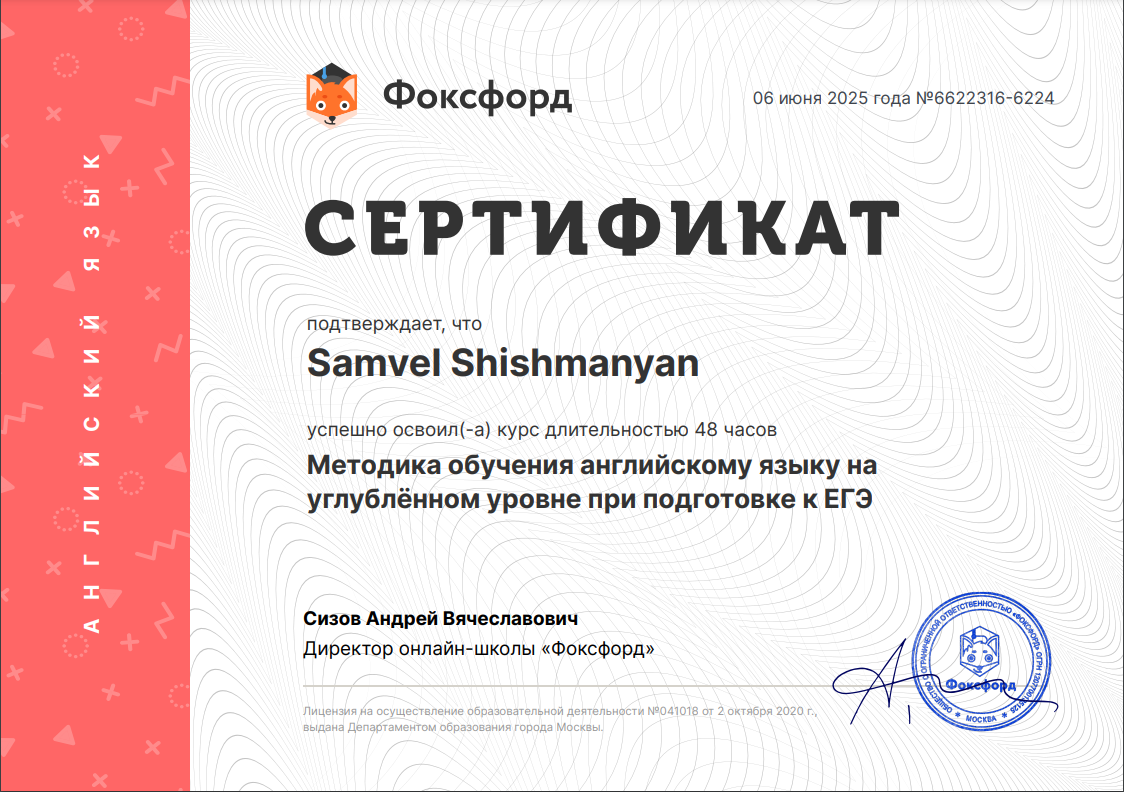 Фоксфорд
06 июня 2025 года №6622316-6224
СЕРТИФИКАТ
подтверждает, что
Samvel Shishmanyan
успешно освоил(-а) курс длительностью 48 часов
Методика обучения английскому языку на
углублённом уровне при подготовке к ЕГЭ
Сизов Андрей Вячеславович
Директор онлайн-школы «Фоксфорд»
Лицензия на осуществление образовательной деятельности №041018 от 2 октября 2020 г.,
выдана Департаментом образования города Москвы.
АНГЛИЙСКИЙ ЯЗЫК
ОБЩЕСТВО С ОГРАНИЧЕННОЙ ОТВЕТСТВЕННОСТЬЮ «ФОКСФОРД» ОГРН
Фоксфорд
МОСКВА